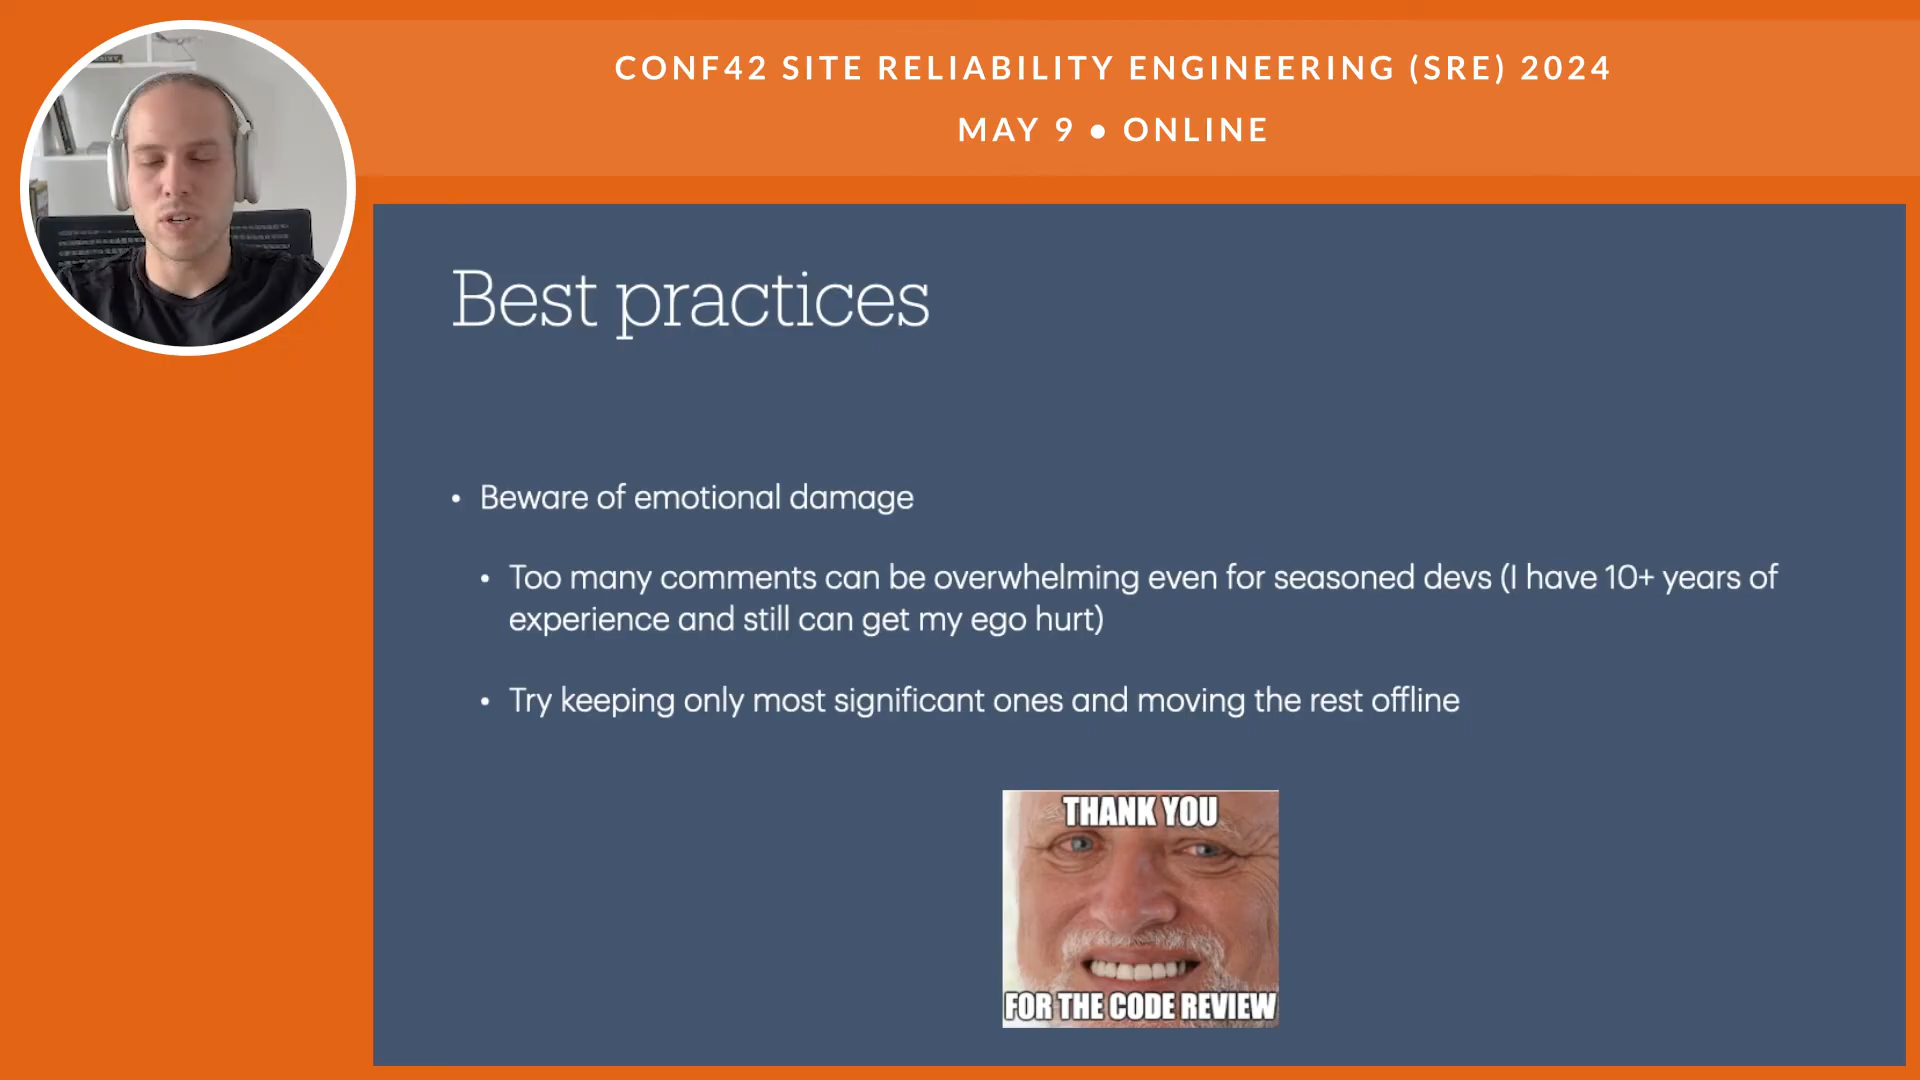 CONF42 SITE RELIABILITY ENGINEERING (SRE) 2024
MAY 9 ● ONLINE
Best practices
• Beware of emotional damage
• Too many comments can be overwhelming even for seasoned devs (I have 10+ years of
experience and still can get my ego hurt)
• Try keeping only most significant ones and moving the rest offline
THANK YOU
FOR THE CODE REVIEW